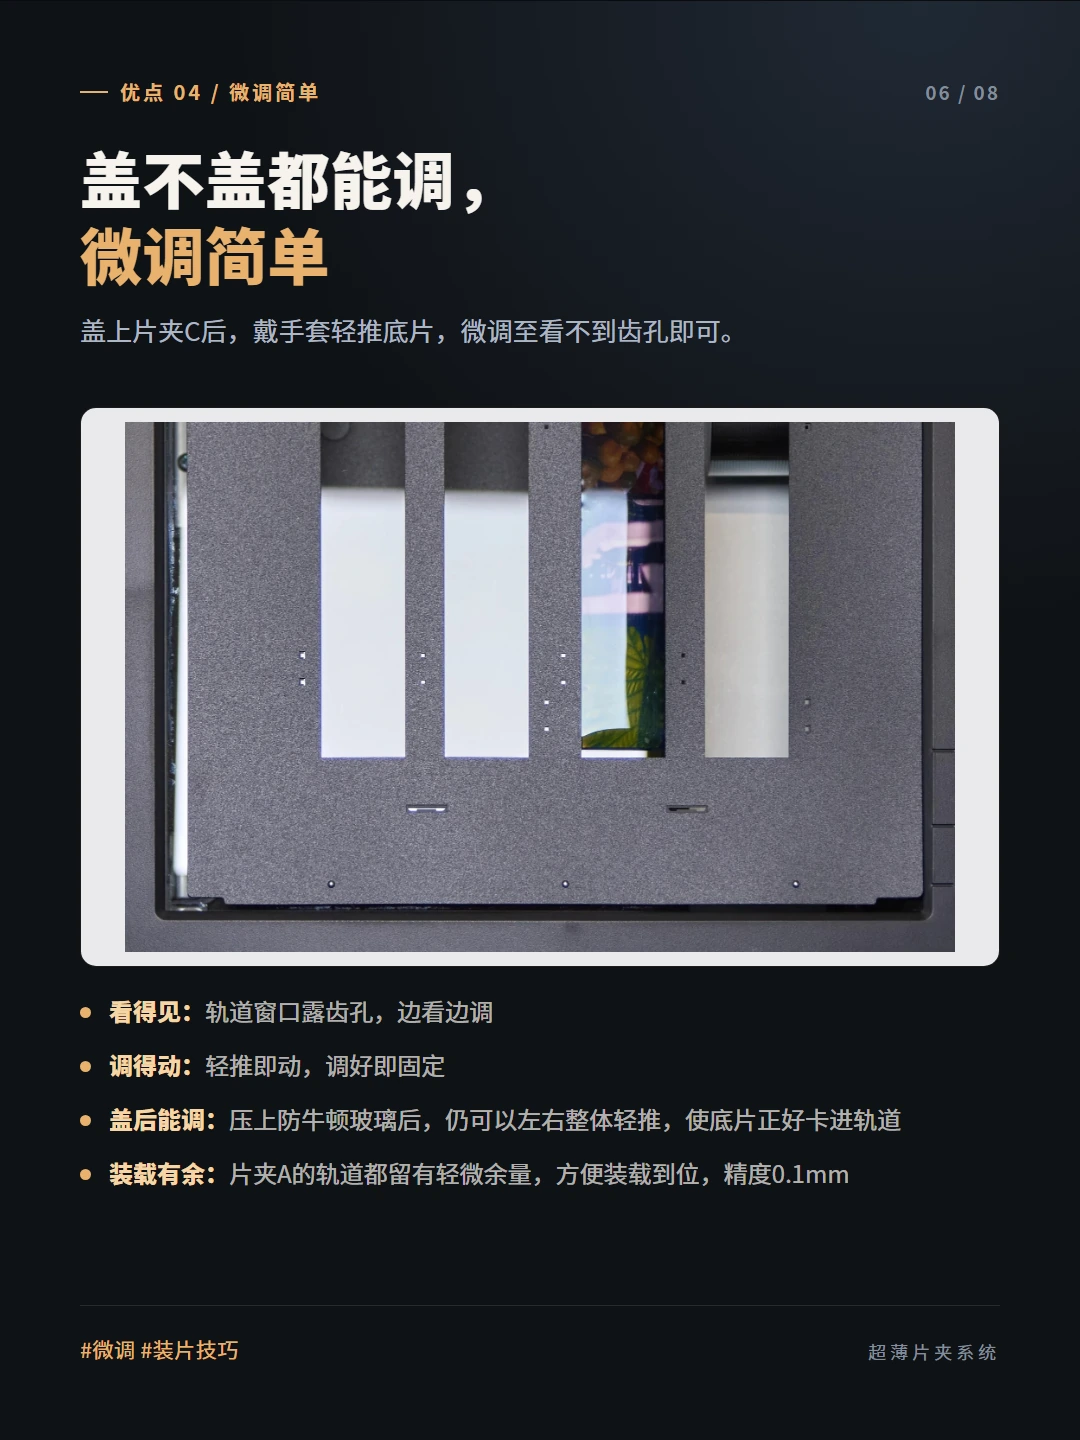 优点 04 / 微调简单
06 / 08
盖不盖都能调，
微调简单
盖上片夹C后，戴手套轻推底片，微调至看不到齿孔即可。
看得见：轨道窗口露齿孔，边看边调
调得动：轻推即动，调好即固定
盖后能调：压上防牛顿玻璃后，仍可以左右整体轻推，使底片正好卡进轨道
装载有余：片夹A的轨道都留有轻微余量，方便装载到位，精度0.1mm
#微调 #装片技巧
超薄片夹系统